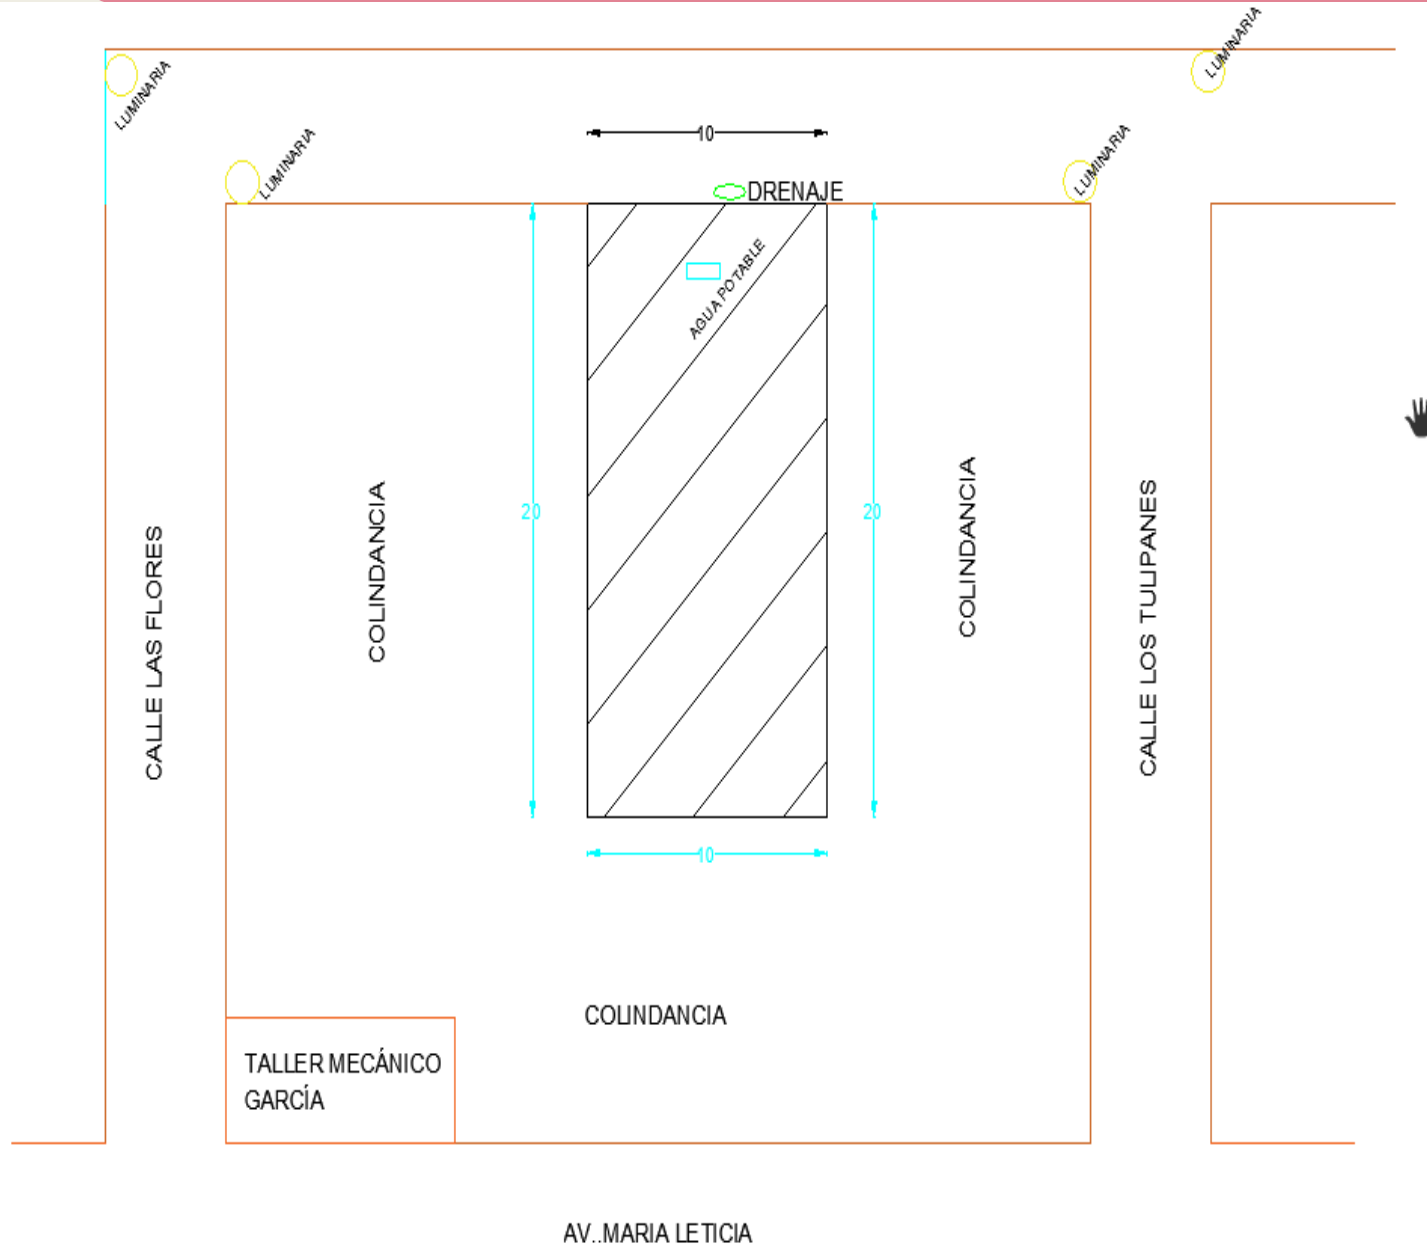 LUMINARIA
LUMINARIA
LUMINARIA
LUMINARIA
10
DRENAJE
AGUA POTABLE
20
20
COLINDANCIA
COLINDANCIA
CALLE LAS FLORES
CALLE LOS TULIPANES
10
COLINDANCIA
TALLER MECÁNICO
GARCÍA
AV..MARIA LETICIA